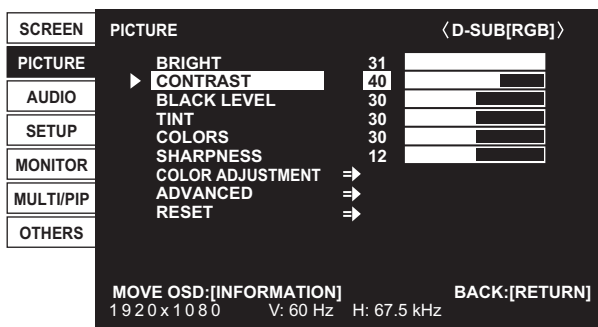 SCREEN
PICTURE
AUDIO
SETUP
MONITOR
MULTI/PIP
OTHERS
PICTURE 〈D-SUB[RGB]〉
BRIGHT 31
CONTRAST 40
BLACK LEVEL 30
TINT 30
COLORS 30
SHARPNESS 12
COLOR ADJUSTMENT
ADVANCED
RESET
MOVE OSD:[INFORMATION] BACK:[RETURN]
1920x1080 V: 60 Hz H: 67.5 kHz